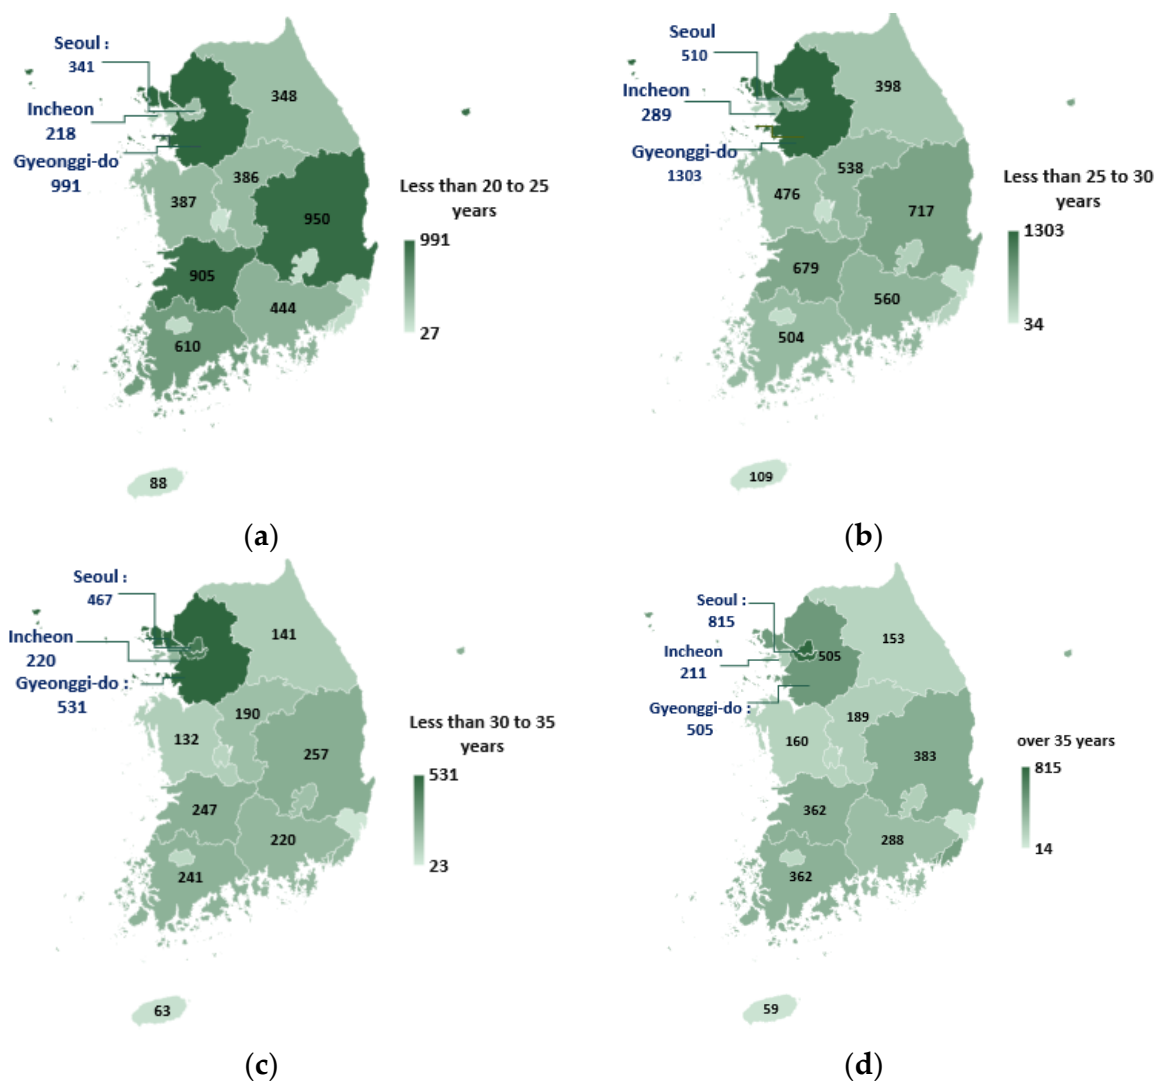 Seoul :
341
Incheon
218
Gyeonggi-do
991
348
386
387
950
905
444
610
88
Less than 20 to 25
years
991
27
(a)
Seoul
510
Incheon
289
Gyeonggi-do
1303
398
538
476
717
679
560
504
109
Less than 25 to 30
years
1303
34
(b)
Seoul :
467
Incheon
220
Gyeonggi-do :
531
141
190
132
257
247
220
241
63
Less than 30 to 35
years
531
23
(c)
Seoul :
815
Incheon
211
Gyeonggi-do :
505
505
153
189
160
383
362
288
362
59
over 35 years
815
14
(d)